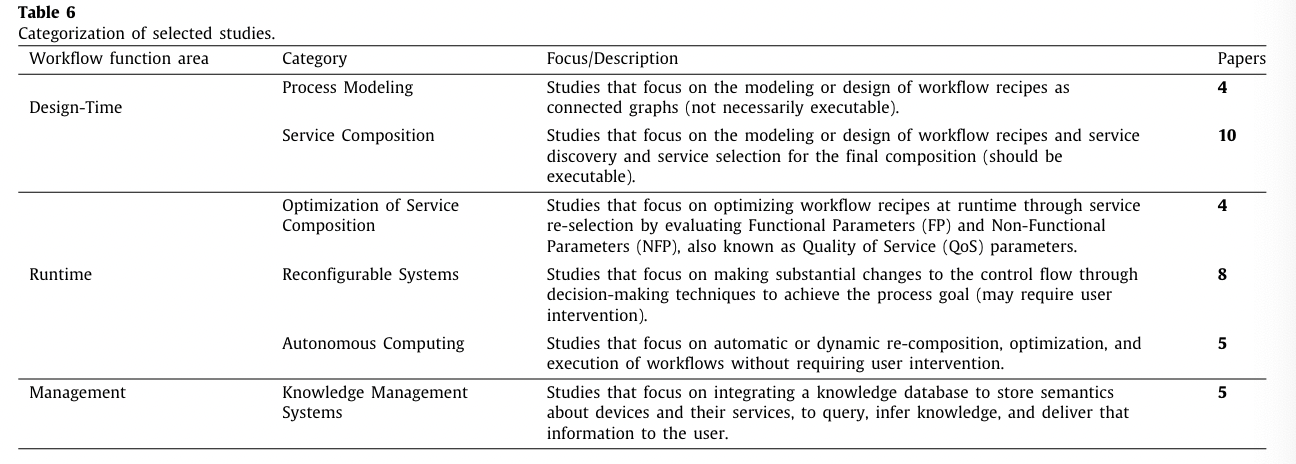 Table 6
Categorization of selected studies.
Workflow function area Category Focus/Description Papers
Design-Time
Process Modeling Studies that focus on the modeling or design of workflow recipes as 4
connected graphs (not necessarily executable).
Service Composition Studies that focus on the modeling or design of workflow recipes and service 10
discovery and service selection for the final composition (should be
executable).
Optimization of Service Studies that focus on optimizing workflow recipes at runtime through service 4
Composition re-selection by evaluating Functional Parameters (FP) and Non-Functional
Parameters (NFP), also known as Quality of Service (QoS) parameters.
Runtime Reconfigurable Systems Studies that focus on making substantial changes to the control flow through 8
decision-making techniques to achieve the process goal (may require user
intervention).
Autonomous Computing Studies that focus on automatic or dynamic re-composition, optimization, and 5
execution of workflows without requiring user intervention.
Management Knowledge Management Studies that focus on integrating a knowledge database to store semantics 5
Systems about devices and their services, to query, infer knowledge, and deliver that
information to the user.